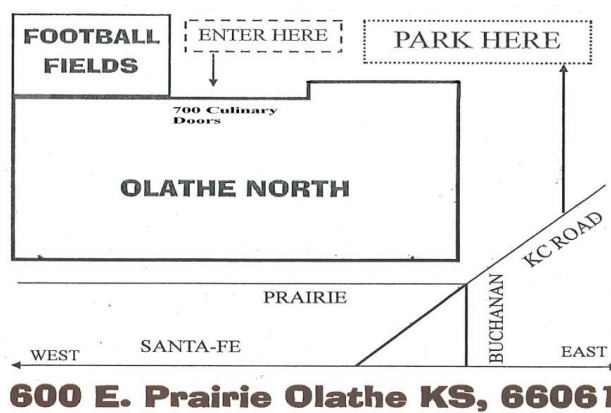 FOOTBALL
FIELDS
ENTER HERE
PARK HERE
700 Culinary
Doors
OLATHE NORTH
KC ROAD
PRAIRIE
BUCHANAN
SANTA-FE
WEST
EAST
600 E. Prairie Olathe KS, 66061